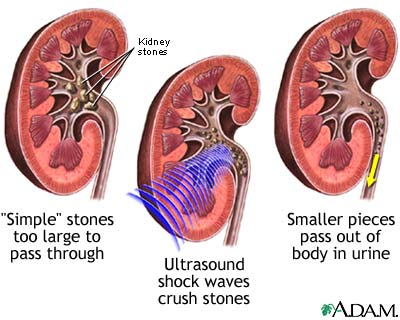 Kidney
stones
"Simple" stones
too large to
pass through
Ultrasound
shock waves
crush stones
Smaller pieces
pass out of
body in urine
ADAM.